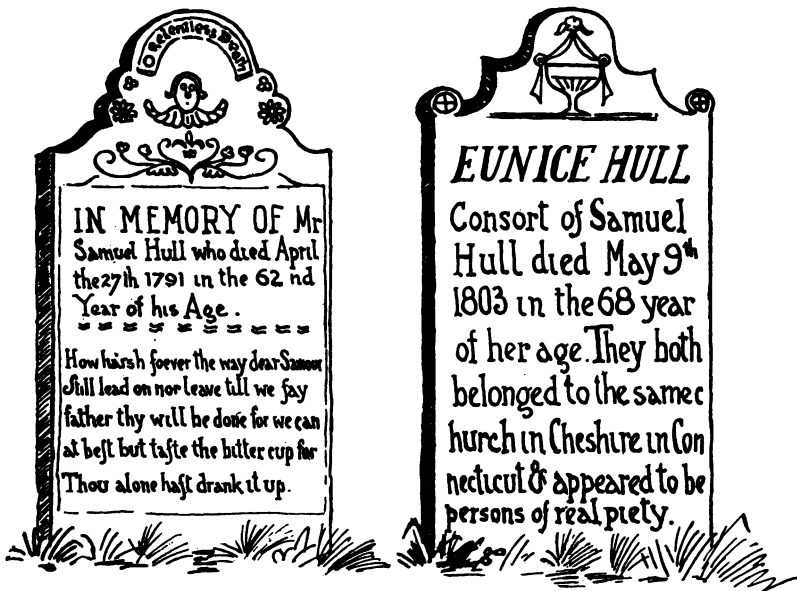 O Relentless Death
IN MEMORY OF Mr
Samuel Hull who died April
the 27th 1791 in the 62 nd
Year of his Age.
How harsh soever the way dear Saviour
Still lead on nor leave till we ſay
father thy will be done for we can
at beſt but taſte the bitter cup for
Thou alone haſt drank it up.
EUNICE HULL
Consort of Samuel
Hull died May 9th
1803 in the 68 year
of her age. They both
belonged to the same c
hurch in Cheshire in Con
necticut & appeared to be
persons of real piety.